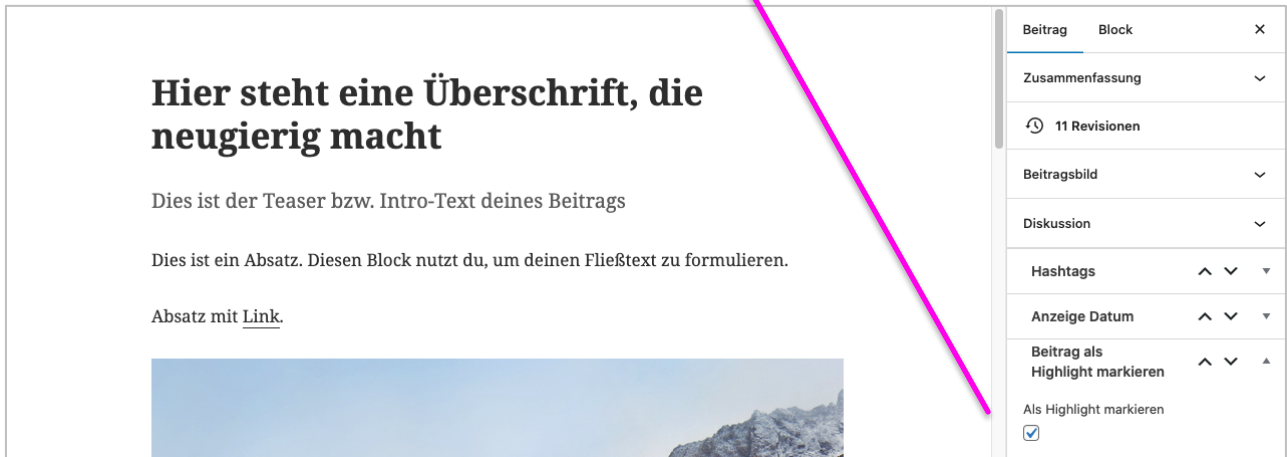 Hier steht eine Überschrift, die
neugierig macht
Dies ist der Teaser bzw. Intro-Text deines Beitrags
Dies ist ein Absatz. Diesen Block nutzt du, um deinen Fließtext zu formulieren.
Absatz mit Link.
Beitrag Block
Zusammenfassung
11 Revisionen
Beitragsbild
Diskussion
Hashtags
Anzeige Datum
Beitrag als
Highlight markieren
Als Highlight markieren